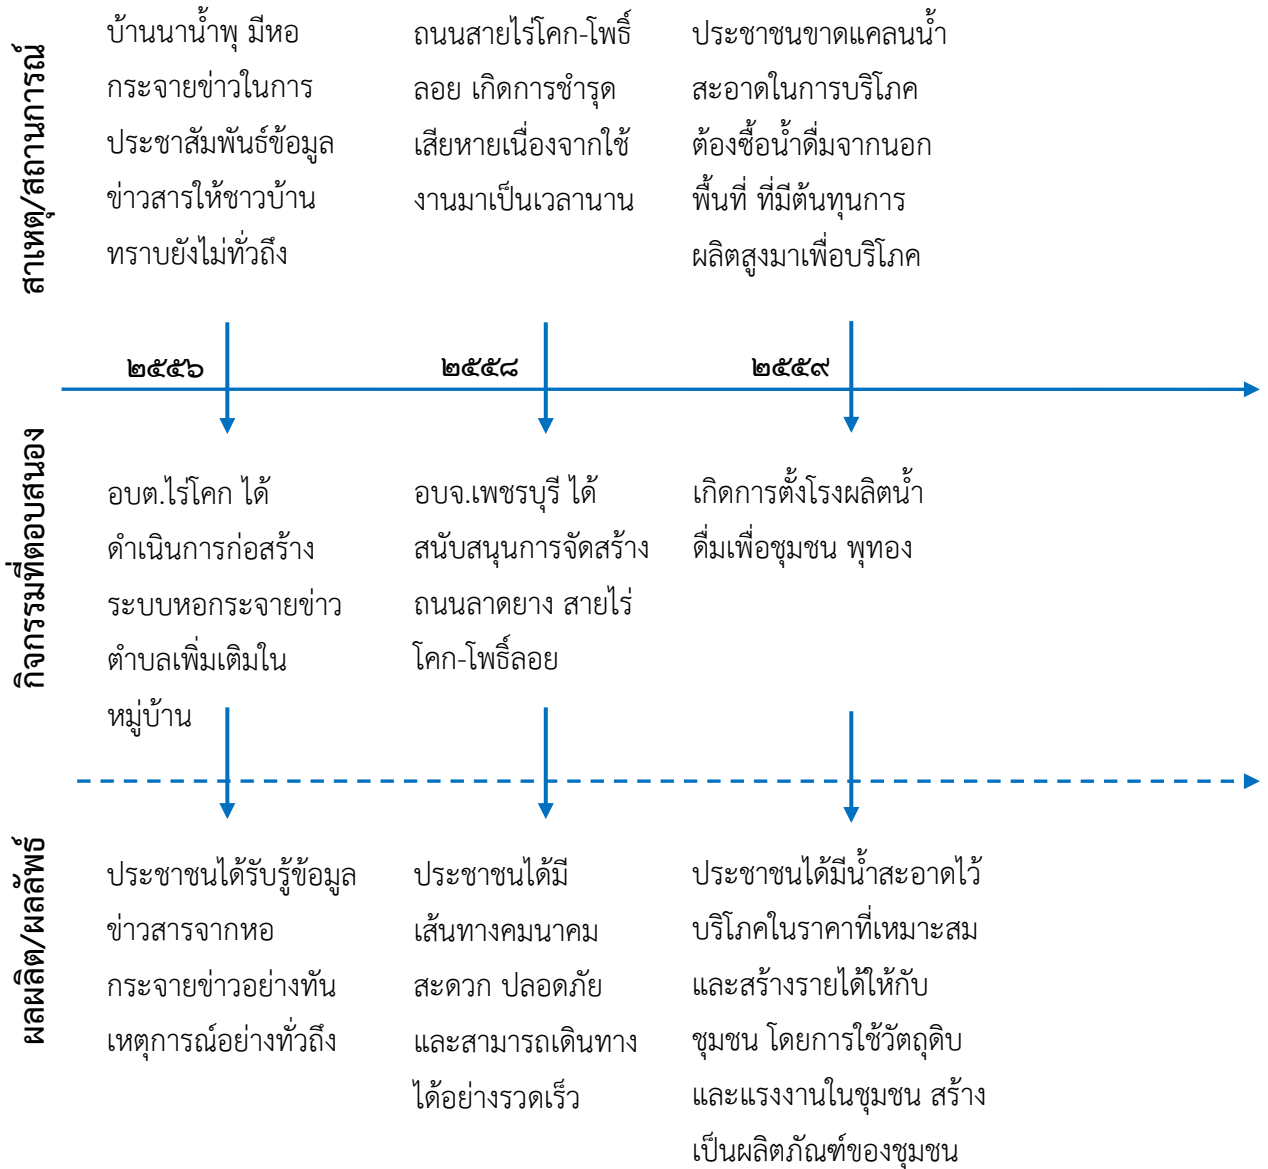 สาเหตุ/สถานการณ์
บ้านนาน้ำพุ มีหอ
กระจายข่าวในการ
ประชาสัมพันธ์ข้อมูล
ข่าวสารให้ชาวบ้าน
ทราบยังไม่ทั่วถึง
ถนนสายไร่โคก-โพธิ์
ลอย เกิดการชำรุด
เสียหายเนื่องจากใช้
งานมาเป็นเวลานาน
ประชาชนขาดแคลนน้ำ
สะอาดในการบริโภค
ต้องซื้อน้ำดื่มจากนอก
พื้นที่ ที่มีต้นทุนการ
ผลิตสูงมาเพื่อบริโภค
๒๕๕๖
๒๕๕๘
๒๕๕๙
กิจกรรมที่ตอบสนอง
อบต.ไร่โคก ได้
ดำเนินการก่อสร้าง
ระบบหอกระจายข่าว
ตำบลเพิ่มเติมใน
หมู่บ้าน
อบจ.เพชรบุรี ได้
สนับสนุนการจัดสร้าง
ถนนลาดยาง สายไร่
โคก-โพธิ์ลอย
เกิดการตั้งโรงผลิตน้ำ
ดื่มเพื่อชุมชน พุทอง
ผลผลิต/ผลลัพธ์
ประชาชนได้รับรู้ข้อมูล
ข่าวสารจากหอ
กระจายข่าวอย่างทัน
เหตุการณ์อย่างทั่วถึง
ประชาชนได้มี
เส้นทางคมนาคม
สะดวก ปลอดภัย
และสามารถเดินทาง
ได้อย่างรวดเร็ว
ประชาชนได้มีน้ำสะอาดไว้
บริโภคในราคาที่เหมาะสม
และสร้างรายได้ให้กับ
ชุมชน โดยการใช้วัตถุดิบ
และแรงงานในชุมชน สร้าง
เป็นผลิตภัณฑ์ของชุมชน